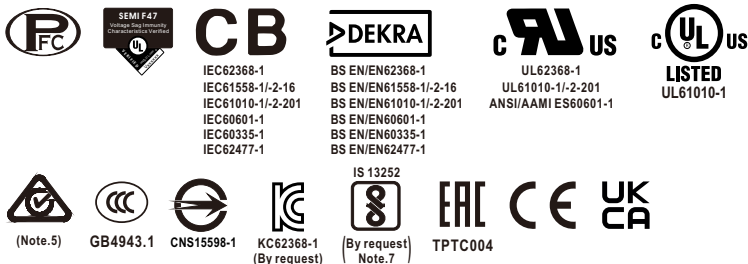 PFC
SEMI F47
Voltage Sag Immunity
Characteristics Verified
UL
CB
IEC62368-1
IEC61558-1/-2-16
IEC61010-1/-2-201
IEC60601-1
IEC60335-1
IEC62477-1
DEKRA
BS EN/EN62368-1
BS EN/EN61558-1/-2-16
BS EN/EN61010-1/-2-201
BS EN/EN60601-1
BS EN/EN60335-1
BS EN/EN62477-1
C US
UL62368-1
UL61010-1/-2-201
ANSI/AAMI ES60601-1
C UL US
LISTED
UL61010-1
(Note.5)
CCC
GB4943.1
CNS15598-1
KC62368-1
(By request)
IS 13252
(By request
Note.7)
EAC
TPTC004
CE
UK
CA